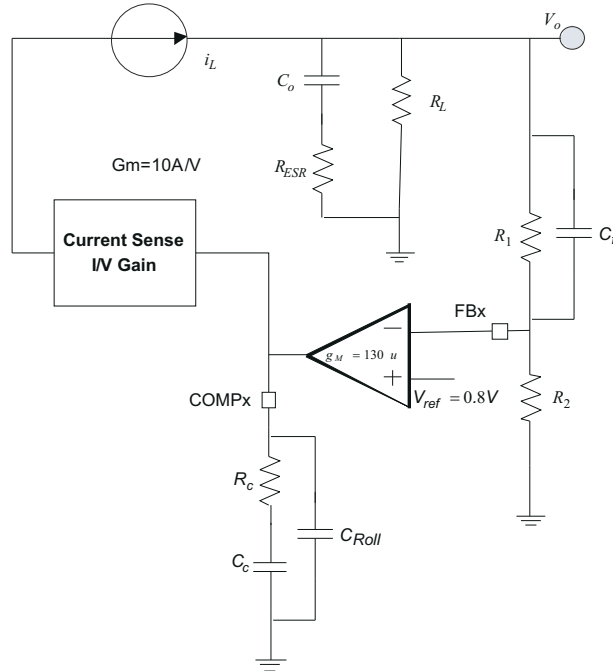 V_o
i_L
C_o
R_L
Gm=10A/V
R_ESR
Current Sense
I/V Gain
R_1
FBx
g_M = 130 u
V_ref = 0.8V
R_2
COMPx
R_c
C_Roll
C_c